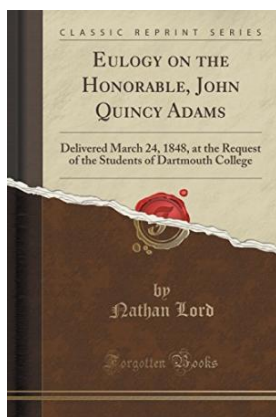 CLASSIC REPRINT SERIES
EULOGY ON THE
HONORABLE, JOHN
QUINCY ADAMS
Delivered March 24, 1848, at the Request
of the Students of Dartmouth College
by
Nathan Lord
Forgotten Books